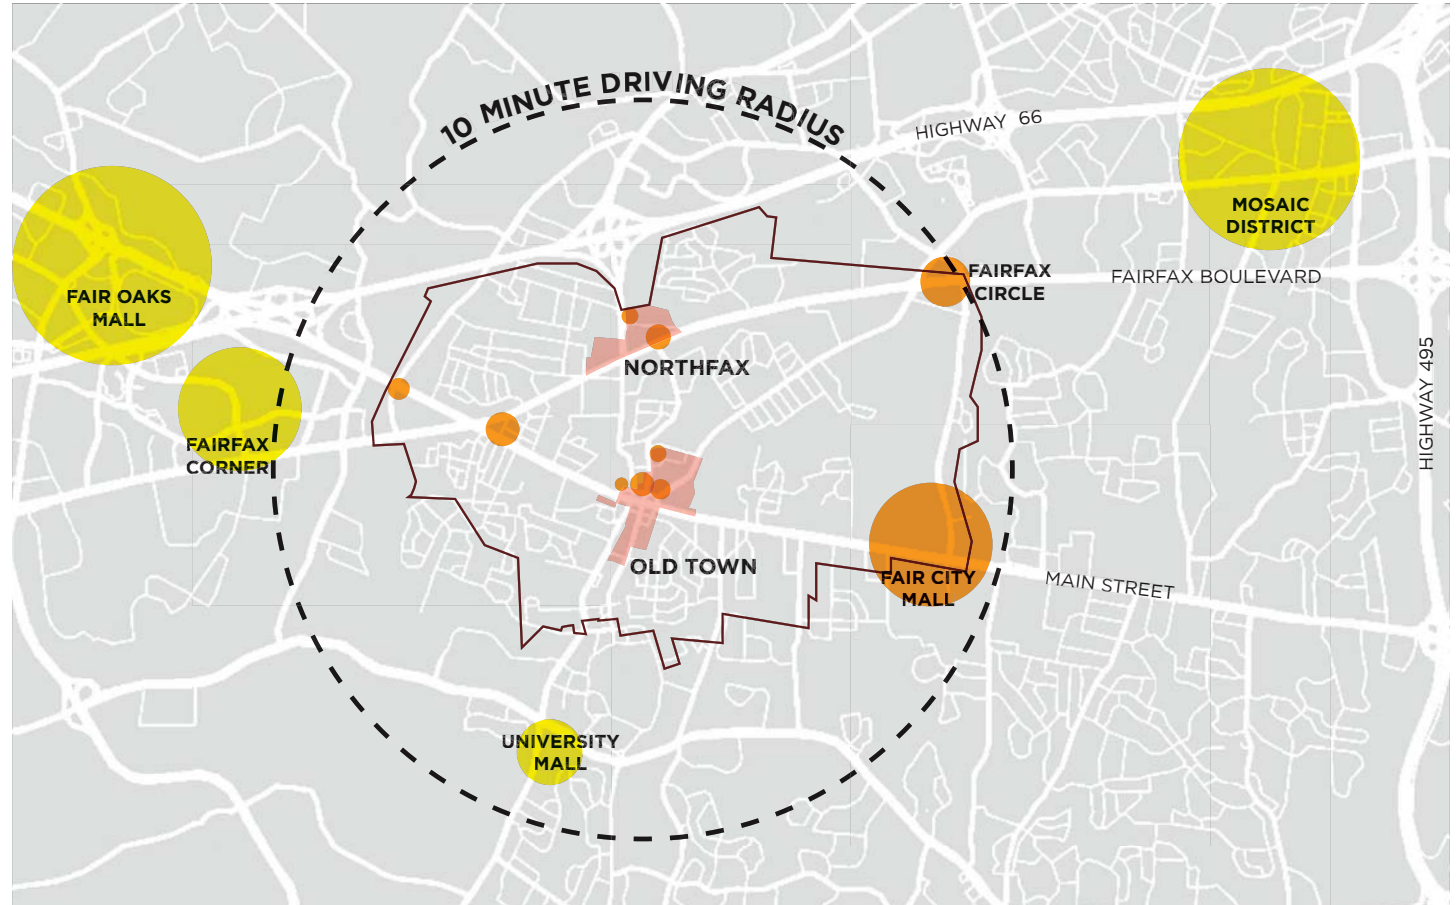 10 MINUTE DRIVING RADIUS
HIGHWAY 66
MOSAIC
DISTRICT
FAIRFAX
CIRCLE
FAIRFAX BOULEVARD
FAIR OAKS
MALL
NORTHFAX
HIGHWAY 495
FAIRFAX
CORNER
OLD TOWN
FAIR CITY
MALL
MAIN STREET
UNIVERSITY
MALL